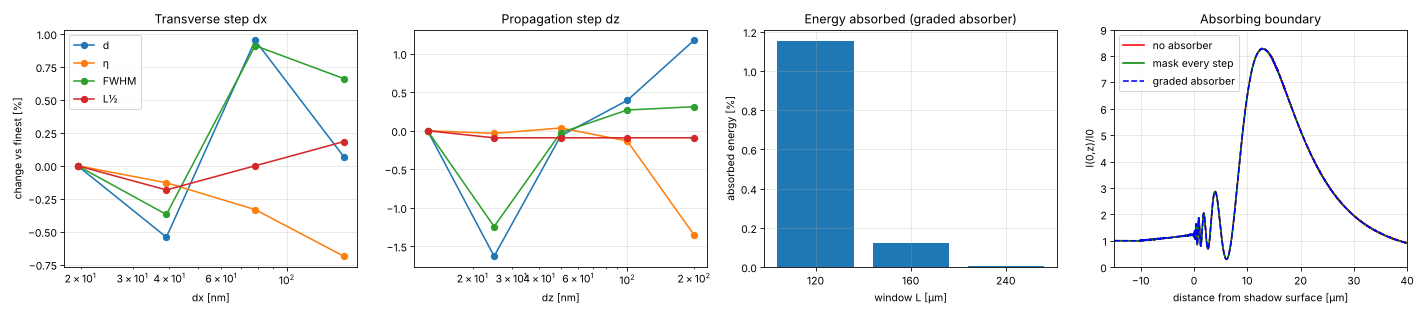 Transverse step dx
change vs finest [%]
1.00
0.75
0.50
0.25
0.00
−0.25
−0.50
−0.75
d
η
FWHM
L½
2 × 10¹
3 × 10¹
4 × 10¹
6 × 10¹
10²
dx [nm]
Propagation step dz
1.0
0.5
0.0
−0.5
−1.0
−1.5
2 × 10¹
3 × 10¹
4 × 10¹
6 × 10¹
10²
2 × 10²
dz [nm]
Energy absorbed (graded absorber)
absorbed energy [%]
1.2
1.0
0.8
0.6
0.4
0.2
0.0
120
160
240
window L [µm]
Absorbing boundary
I(0,z)/I0
9
8
7
6
5
4
3
2
1
0
no absorber
mask every step
graded absorber
−10
0
10
20
30
40
distance from shadow surface [µm]